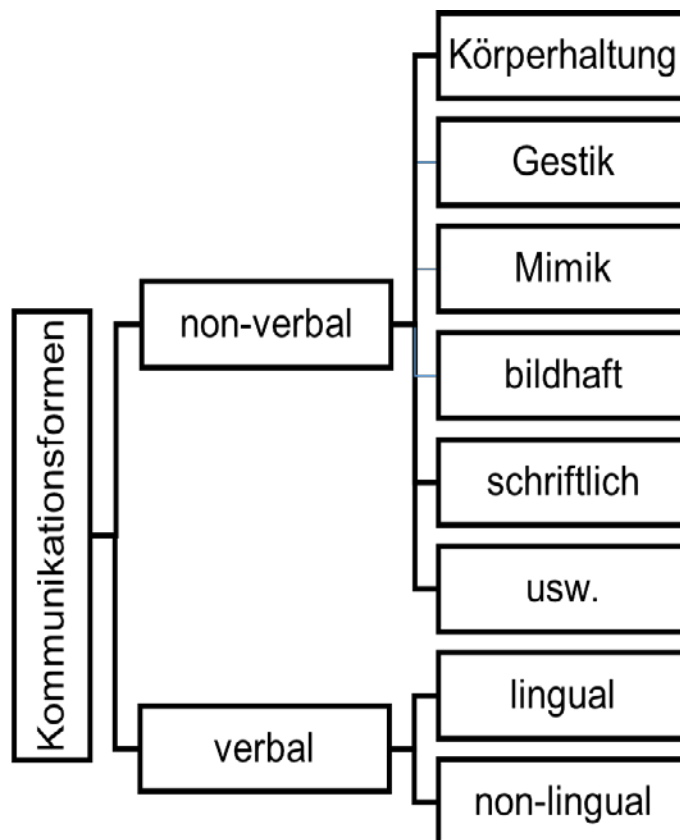 Kommunikationsformen
non-verbal
Körperhaltung
Gestik
Mimik
bildhaft
schriftlich
usw.
verbal
lingual
non-lingual